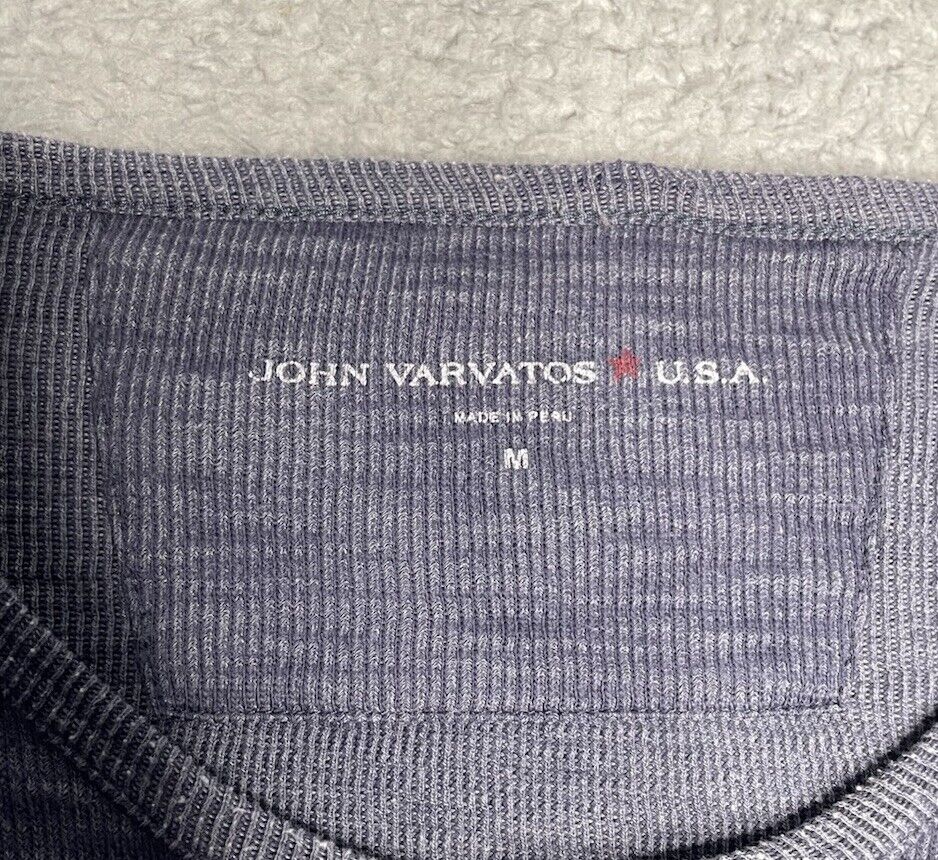 JOHN VARVATOS ★ U.S.A.
MADE IN PERU
M